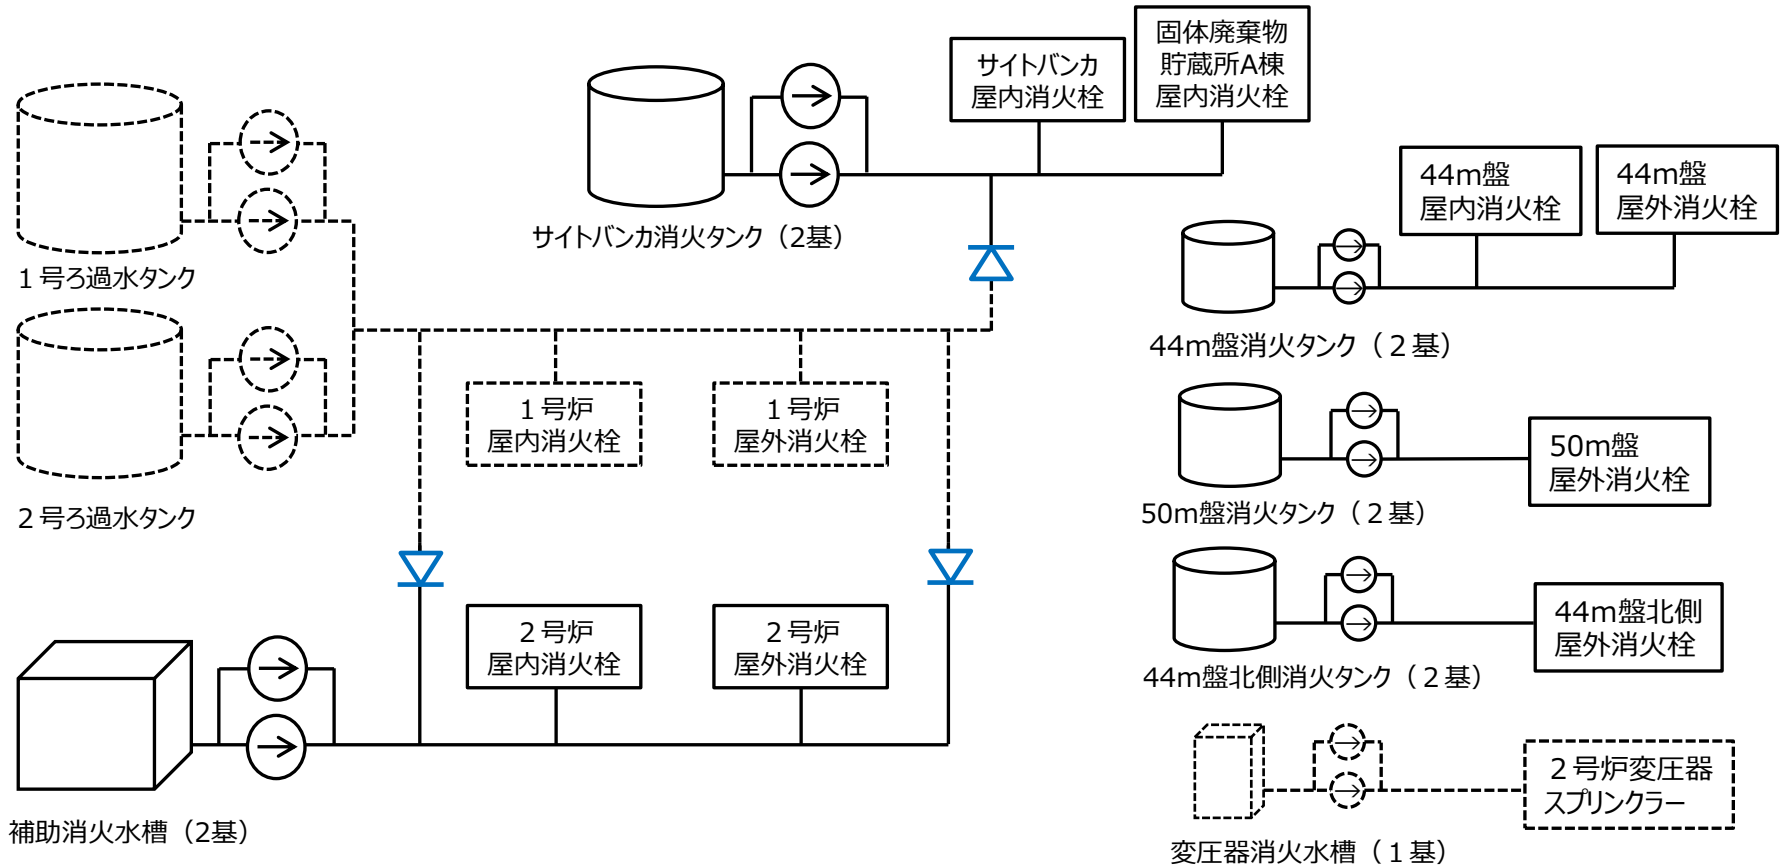 サイトバンカ
屋内消火栓
固体廃棄物
貯蔵所A棟
屋内消火栓
44m盤
屋内消火栓
44m盤
屋外消火栓
サイトバンカ消火タンク（2基）
１号ろ過水タンク
44m盤消火タンク（２基）
１号炉
屋内消火栓
１号炉
屋外消火栓
50m盤
屋外消火栓
２号ろ過水タンク
50m盤消火タンク（２基）
２号炉
屋内消火栓
２号炉
屋外消火栓
44m盤北側
屋外消火栓
44m盤北側消火タンク（２基）
２号炉変圧器
スプリンクラー
補助消火水槽（2基）
変圧器消火水槽（１基）